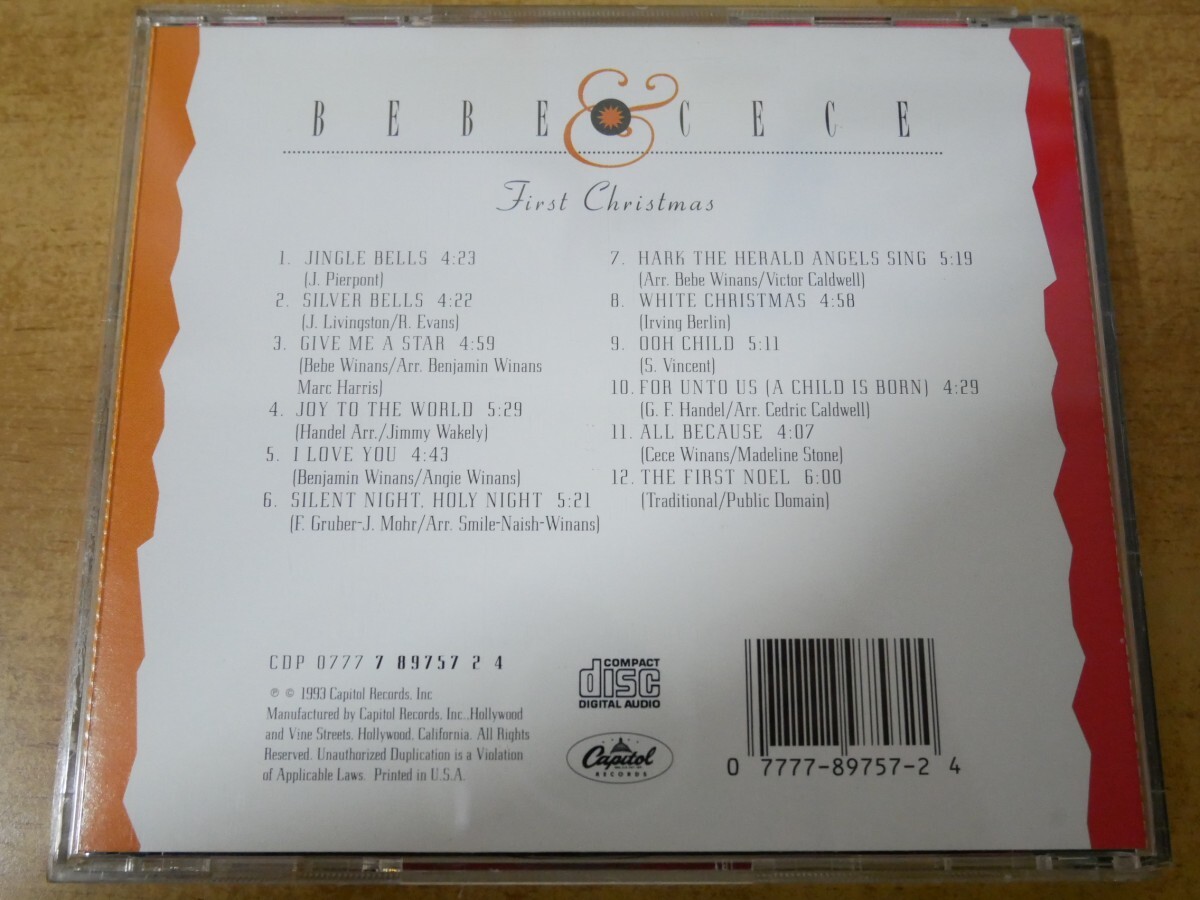 BEBE & CECE
First Christmas
1. JINGLE BELLS 4:23
(J. Pierpont)
2. SILVER BELLS 4:22
(J. Livingston/R. Evans)
3. GIVE ME A STAR 4:59
(Bebe Winans/Arr. Benjamin Winans
Marc Harris)
4. JOY TO THE WORLD 5:29
(Handel Arr./Jimmy Wakely)
5. I LOVE YOU 4:43
(Benjamin Winans/Angie Winans)
6. SILENT NIGHT, HOLY NIGHT 5:21
(F. Gruber-J. Mohr/Arr. Smile-Naish-Winans)
7. HARK THE HERALD ANGELS SING 5:19
(Arr. Bebe Winans/Victor Caldwell)
8. WHITE CHRISTMAS 4:58
(Irving Berlin)
9. OOH CHILD 5:11
(S. Vincent)
10. FOR UNTO US (A CHILD IS BORN) 4:29
(G. F. Handel/Arr. Cedric Caldwell)
11. ALL BECAUSE 4:07
(Cece Winans/Madeline Stone)
12. THE FIRST NOEL 6:00
(Traditional/Public Domain)
CDP 0777 7 89757 2 4
℗ © 1993 Capitol Records, Inc
Manufactured by Capitol Records, Inc.,Hollywood
and Vine Streets, Hollywood, California. All Rights
Reserved. Unauthorized Duplication is a Violation
of Applicable Laws. Printed in U.S.A.
COMPACT
disc
DIGITAL AUDIO
Capitol
RECORDS
0 7777-89757-2 4